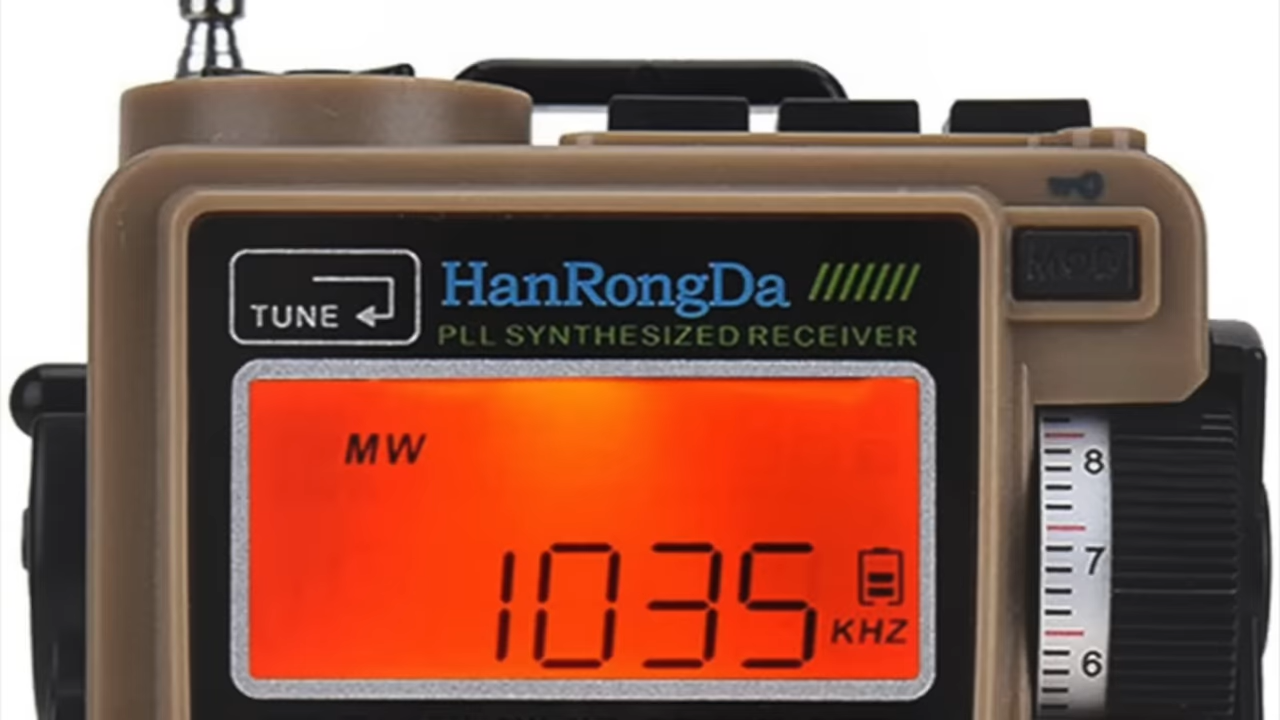 TUNE
HanRongDa
PLL SYNTHESIZED RECEIVER
MW
1035
KHZ
8
7
6